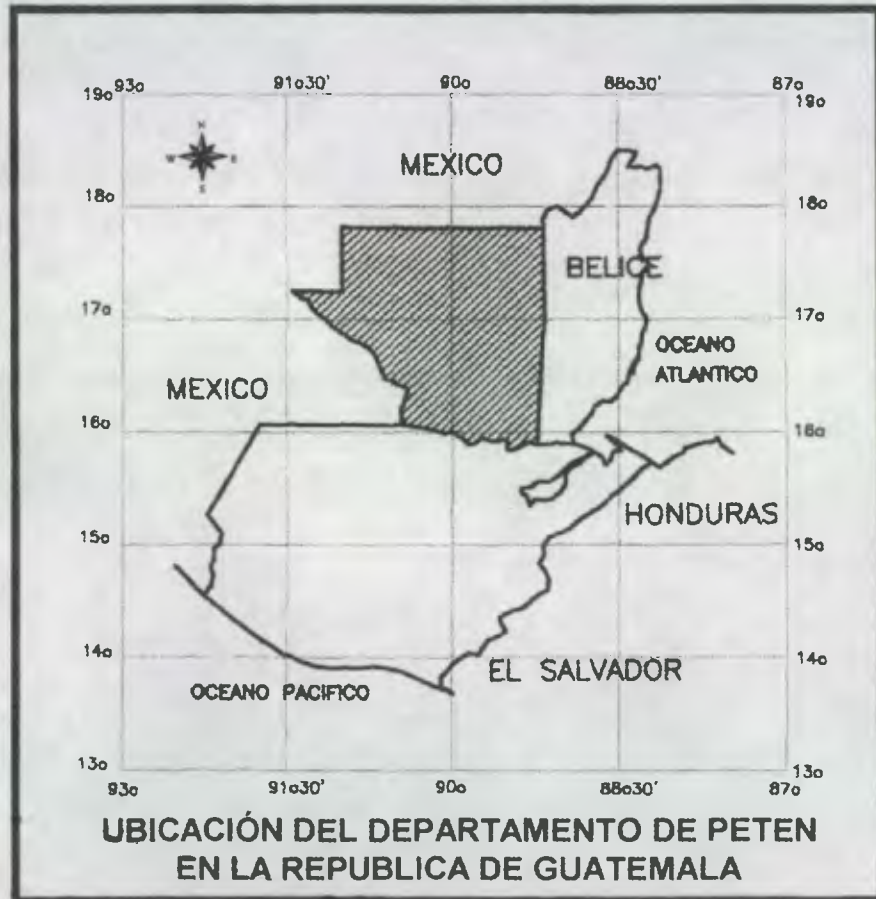 93o 91o30' 90o 88o30' 87o
19o 19o
N
W E
S
MEXICO
18o 18o
BELICE
17o 17o
OCEANO
ATLANTICO
MEXICO
16o 16o
HONDURAS
15o 15o
14o 14o
EL SALVADOR
OCEANO PACIFICO
13o 13o
93o 91o30' 90o 88o30' 87o
UBICACIÓN DEL DEPARTAMENTO DE PETEN
EN LA REPUBLICA DE GUATEMALA